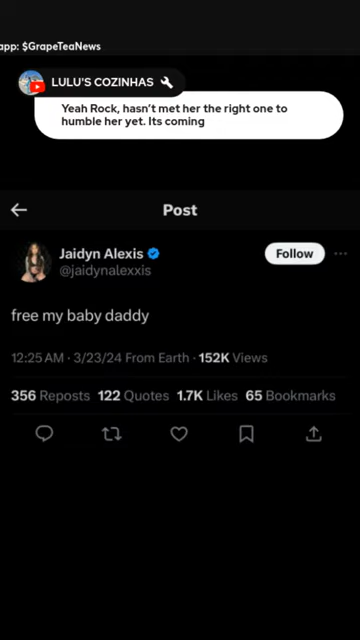 app: $GrapeTeaNews
LULU'S COZINHAS
Yeah Rock, hasn't met her the right one to
humble her yet. Its coming
Post
Jaidyn Alexis
Follow
@jaidynalexxis
free my baby daddy
12:25 AM · 3/23/24 From Earth · 152K Views
356 Reposts 122 Quotes 1.7K Likes 65 Bookmarks